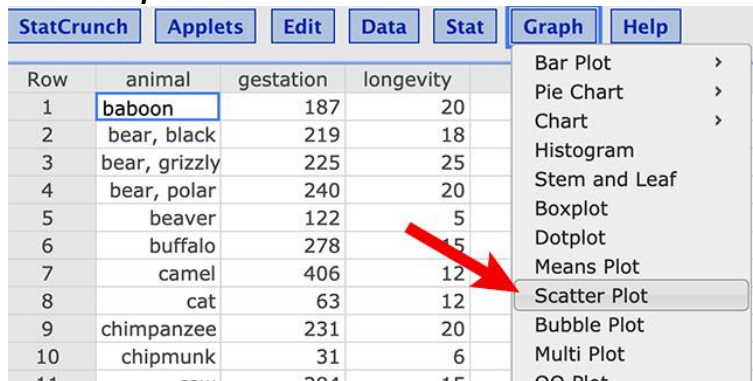 StatCrunch Applets Edit Data Stat Graph Help
Row animal gestation longevity
1 baboon 187 20
2 bear, black 219 18
3 bear, grizzly 225 25
4 bear, polar 240 20
5 beaver 122 5
6 buffalo 278 15
7 camel 406 12
8 cat 63 12
9 chimpanzee 231 20
10 chipmunk 31 6
Bar Plot >
Pie Chart >
Chart >
Histogram
Stem and Leaf
Boxplot
Dotplot
Means Plot
Scatter Plot
Bubble Plot
Multi Plot
QQ Plot